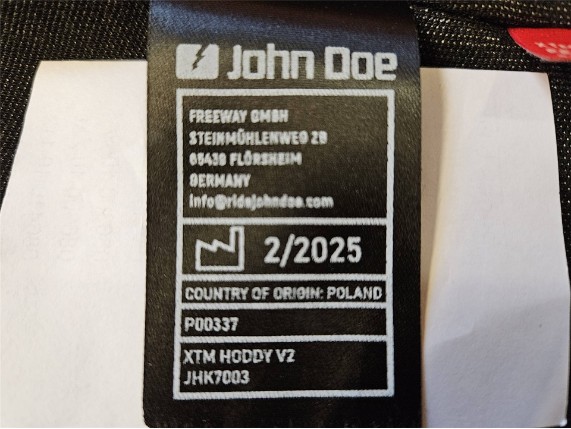 John Doe
FREEWAY GMBH
STEINMÜHLENWEG 2B
65439 FLÖRSHEIM
GERMANY
info@ridejohndoe.com
2/2025
COUNTRY OF ORIGIN: POLAND
P00337
XTM HODDY V2
JHK7003